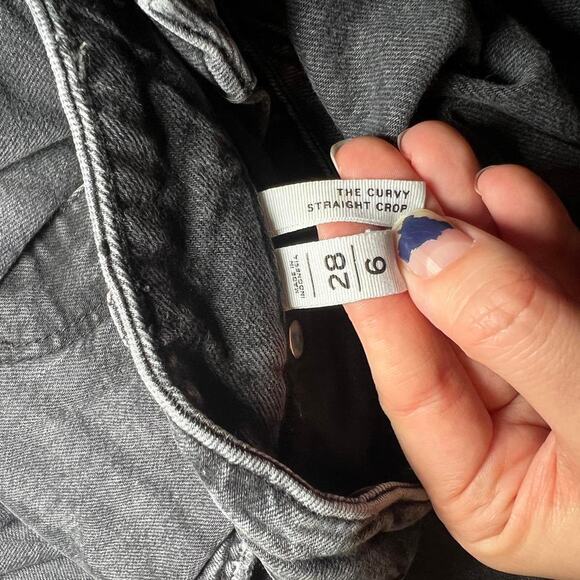 THE CURVY
STRAIGHT CROP
MADE IN
INDONESIA
28
6